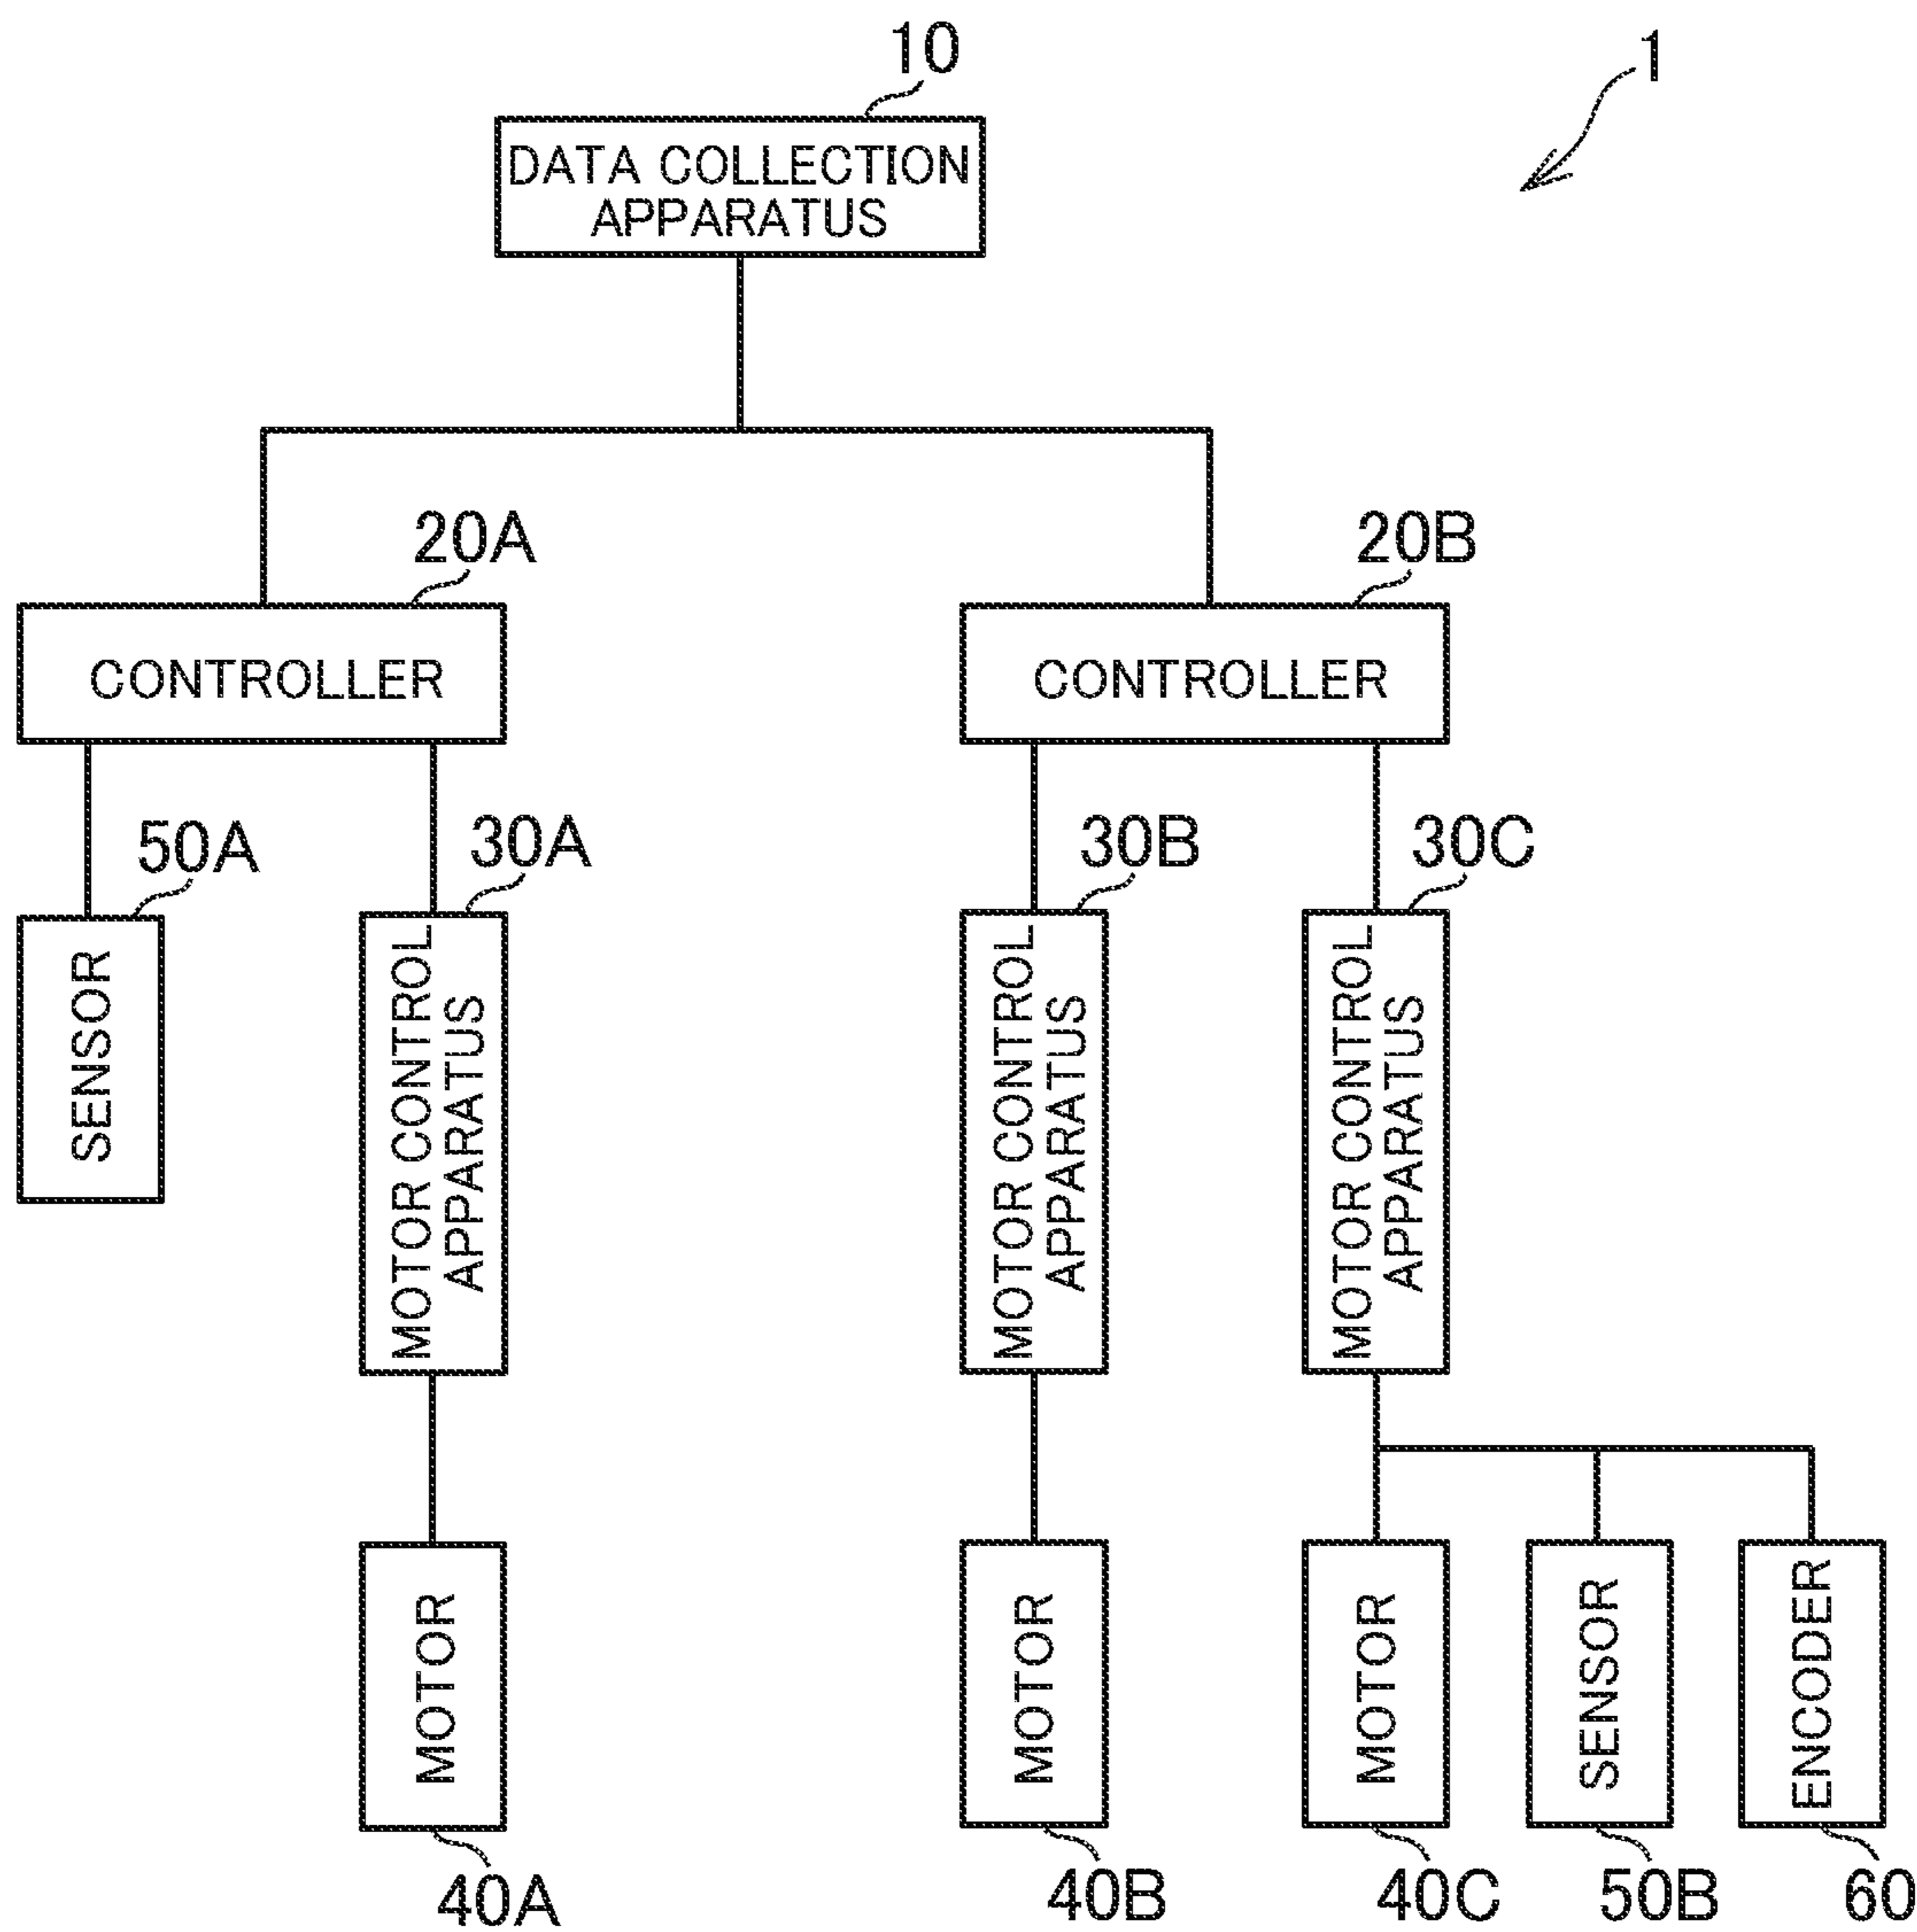 10
1
DATA COLLECTION
APPARATUS
20A
20B
CONTROLLER
CONTROLLER
50A
30A
30B
30C
SENSOR
MOTOR CONTROL
APPARATUS
MOTOR CONTROL
APPARATUS
MOTOR CONTROL
APPARATUS
MOTOR
MOTOR
MOTOR
SENSOR
ENCODER
40A
40B
40C
50B
60